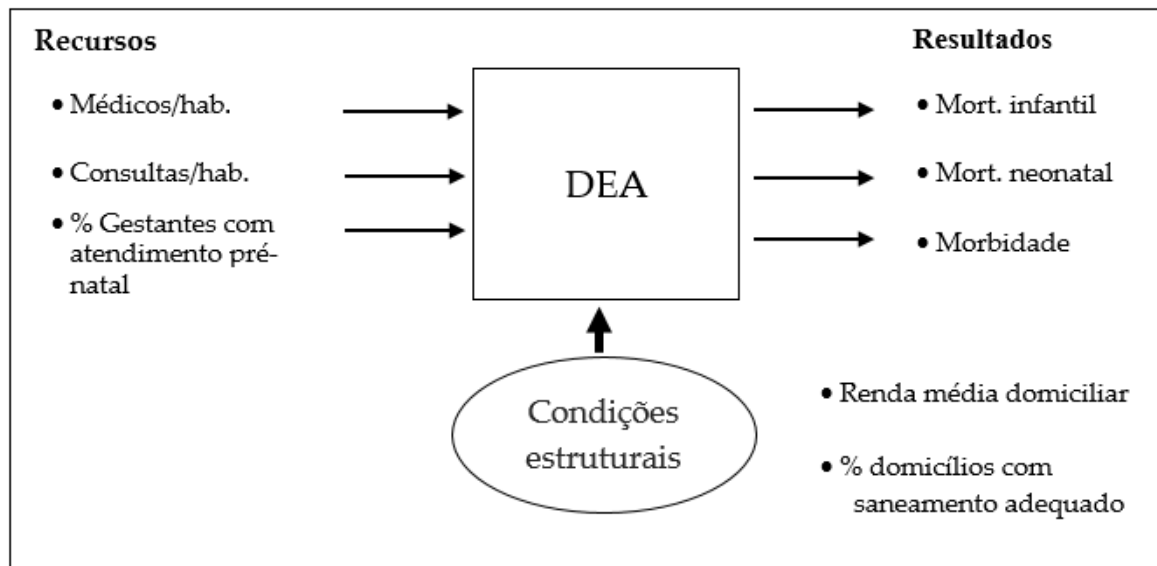 Recursos
• Médicos/hab.
• Consultas/hab.
• % Gestantes com
atendimento pré-
natal
DEA
Resultados
• Mort. infantil
• Mort. neonatal
• Morbidade
Condições
estruturais
• Renda média domiciliar
• % domicílios com
saneamento adequado